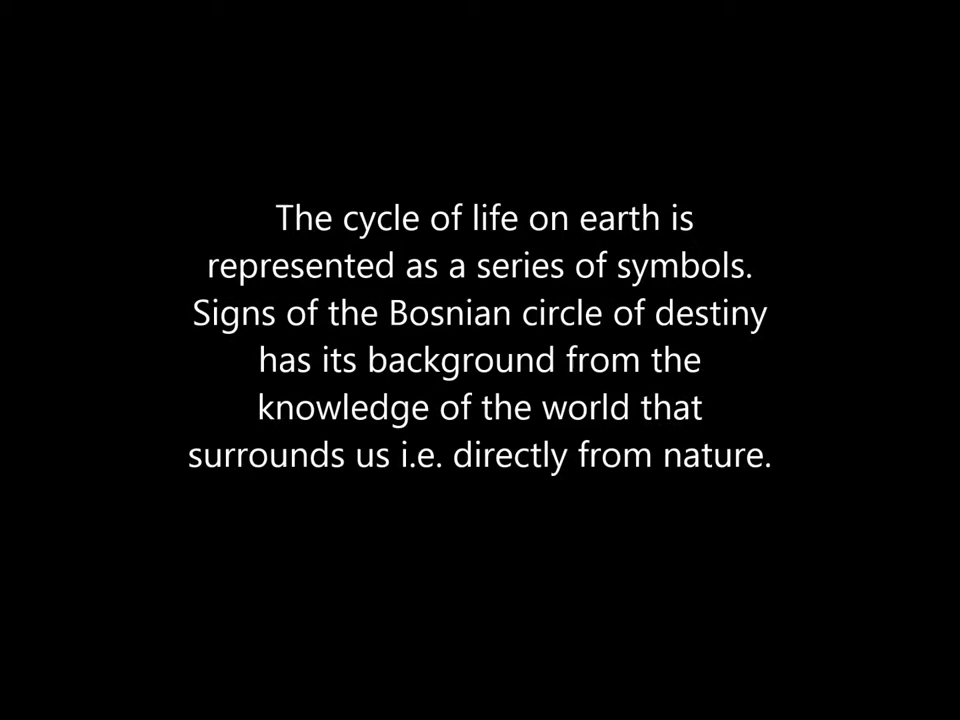 The cycle of life on earth is
represented as a series of symbols.
Signs of the Bosnian circle of destiny
has its background from the
knowledge of the world that
surrounds us i.e. directly from nature.